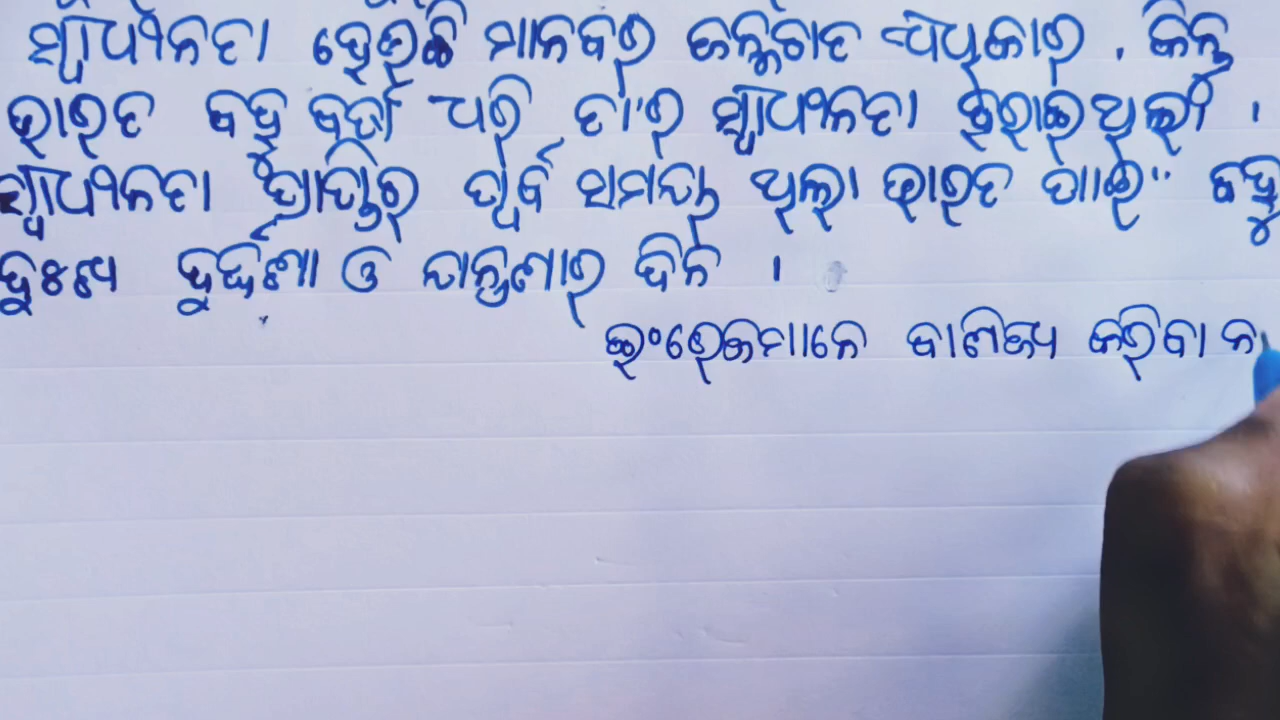 ସ୍ୱାଧୀନତା ହେଉଛି ମାନବର ଜନ୍ମଗତ ଅଧିକାର . କିନ୍ତୁ
ଭାରତ ବହୁ ବର୍ଷ ଧରି ତା'ର ସ୍ୱାଧୀନତା ହରାଇଥିଲା ।
ସ୍ୱାଧୀନତା ପ୍ରାପ୍ତିର ପୂର୍ବ ସମୟ ଥିଲା ଭାରତ ପାଇଁ ବହୁ
ଦୁଃଖ ଦୁର୍ଦ୍ଦଶା ଓ ଯନ୍ତ୍ରଣାର ଦିନ ।
ଇଂରେଜମାନେ ବାଣିଜ୍ୟ କରିବା